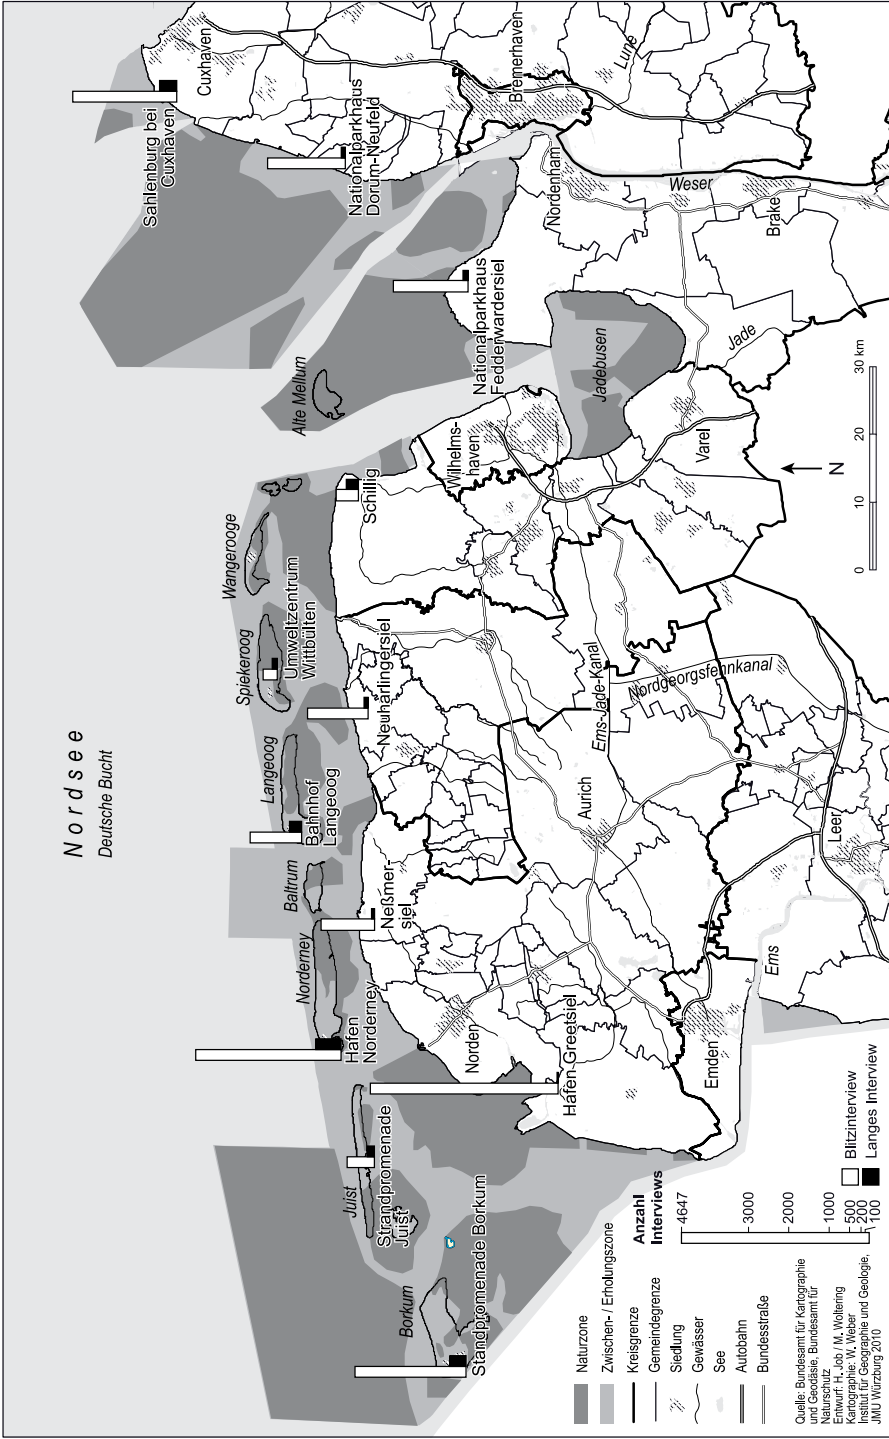 Nordsee
Deutsche Bucht
Borkum
Standpromenade Borkum
Juist
Strandpromenade
Juist
Norderney
Hafen
Norderney
Hafen Greetsiel
Norden
Emden
Ems
Baltrum
Neßmer-
siel
Langeoog
Bahnhof
Langeoog
Aurich
Leer
Spiekeroog
Umweltzentrum
Wittbülten
Neuharlingersiel
Ems-Jade-Kanal
Nordgeorgsfehnkanal
Wangerooge
Schillig
Wilhelms-
haven
Varel
Alte Mellum
Jadebusen
Jade
Nationalparkhaus
Fedderwardersiel
Nordenham
Weser
Brake
Nationalparkhaus
Dorum-Neufeld
Sahlenburg bei
Cuxhaven
Cuxhaven
Bremerhaven
Lune
N
0 10 20 30 km
Naturzone
Zwischen- / Erholungszone
Kreisgrenze
Gemeindegrenze
Siedlung
Gewässer
See
Autobahn
Bundesstraße
Anzahl
Interviews
4647
3000
2000
1000
500
200
100
Blitzinterview
Langes Interview
Quelle: Bundesamt für Kartographie
und Geodäsie, Bundesamt für
Naturschutz
Entwurf: H. Job / M. Woltering
Kartographie: W. Weber
Institut für Geographie und Geologie,
JMU Würzburg 2010